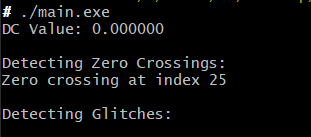 # ./main.exe
DC Value: 0.000000
Detecting Zero Crossings:
Zero crossing at index 25
Detecting Glitches: